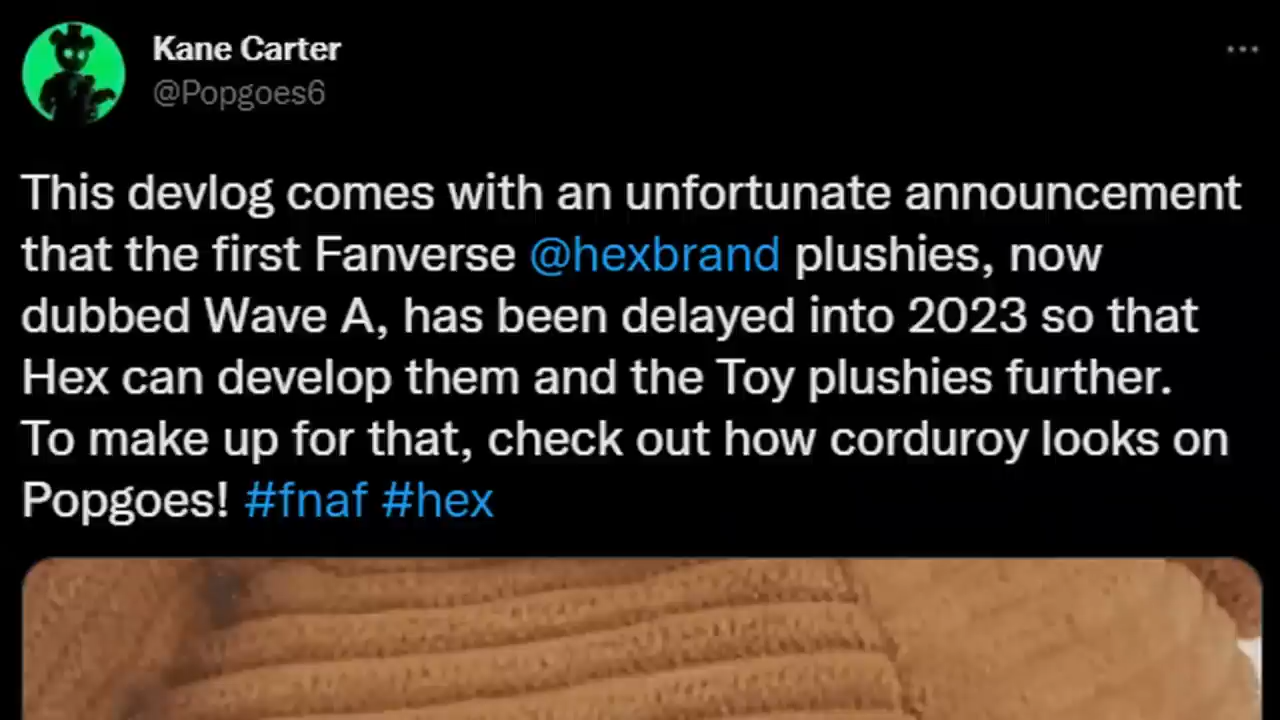 Kane Carter
@Popgoes6
This devlog comes with an unfortunate announcement
that the first Fanverse @hexbrand plushies, now
dubbed Wave A, has been delayed into 2023 so that
Hex can develop them and the Toy plushies further.
To make up for that, check out how corduroy looks on
Popgoes! #fnaf #hex